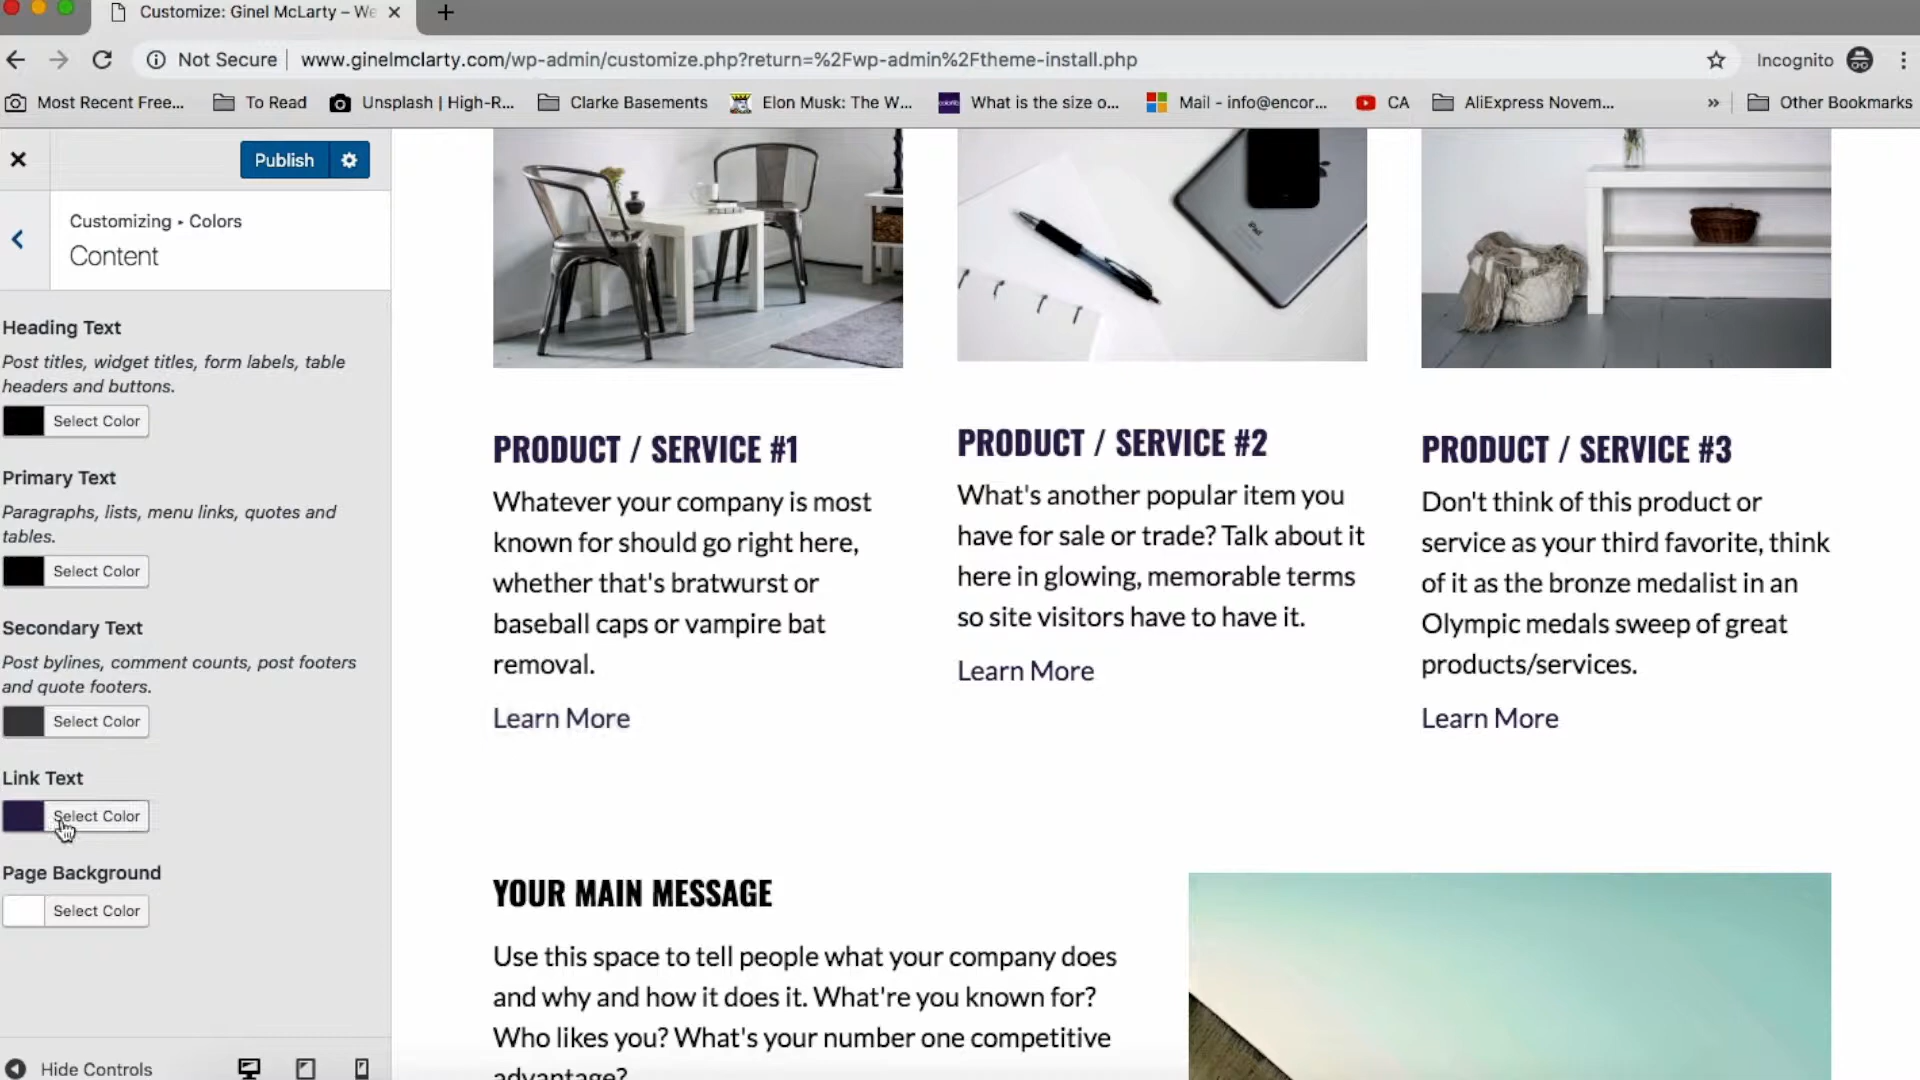 Customize: Ginel McLarty – We
Not Secure
www.ginelmclarty.com/wp-admin/customize.php?return=%2Fwp-admin%2Ftheme-install.php
Incognito
Most Recent Free...
To Read
Unsplash | High-R...
Clarke Basements
Elon Musk: The W...
What is the size o...
Mail - info@encor...
CA
AliExpress Novem...
»
Other Bookmarks
Publish
Customizing ▸ Colors
Content
Heading Text
Post titles, widget titles, form labels, table
headers and buttons.
Select Color
Primary Text
Paragraphs, lists, menu links, quotes and
tables.
Select Color
Secondary Text
Post bylines, comment counts, post footers
and quote footers.
Select Color
Link Text
Select Color
Page Background
Select Color
Hide Controls
iPad
PRODUCT / SERVICE #1
Whatever your company is most
known for should go right here,
whether that's bratwurst or
baseball caps or vampire bat
removal.
Learn More
PRODUCT / SERVICE #2
What's another popular item you
have for sale or trade? Talk about it
here in glowing, memorable terms
so site visitors have to have it.
Learn More
PRODUCT / SERVICE #3
Don't think of this product or
service as your third favorite, think
of it as the bronze medalist in an
Olympic medals sweep of great
products/services.
Learn More
YOUR MAIN MESSAGE
Use this space to tell people what your company does
and why and how it does it. What're you known for?
Who likes you? What's your number one competitive
advantage?